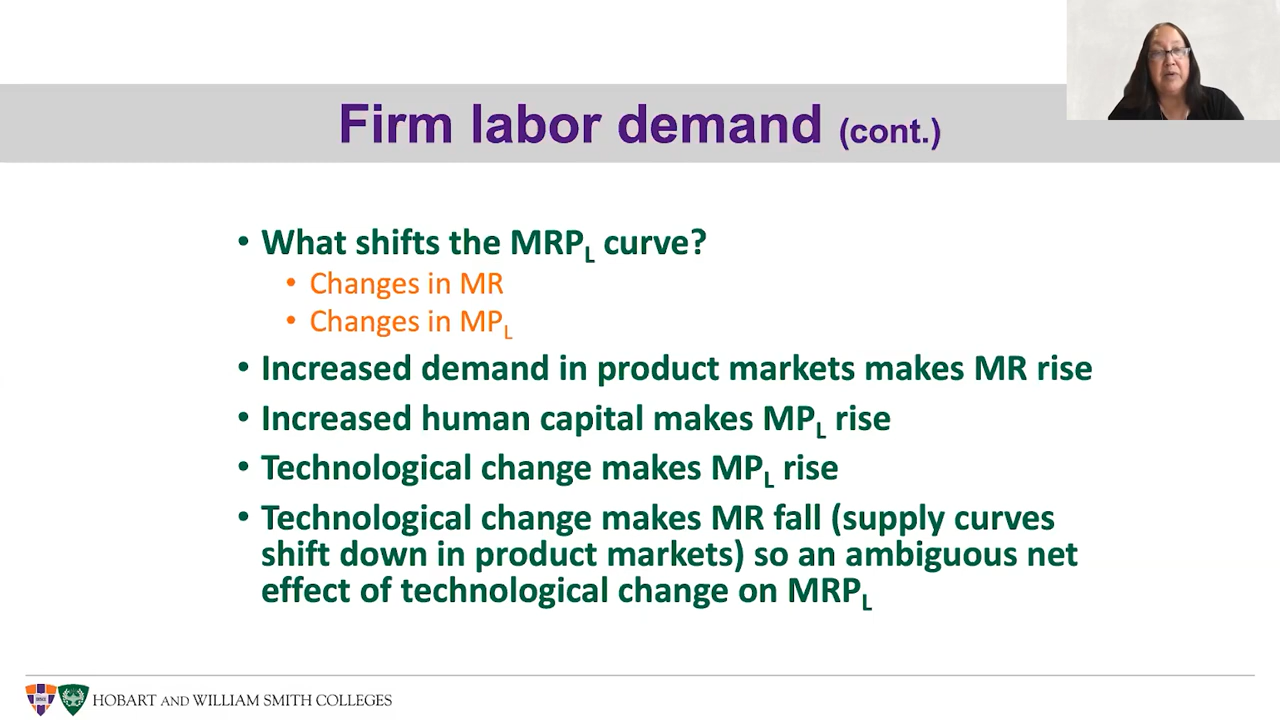 Firm labor demand (cont.)
• What shifts the MRPL curve?
• Changes in MR
• Changes in MPL
• Increased demand in product markets makes MR rise
• Increased human capital makes MPL rise
• Technological change makes MPL rise
• Technological change makes MR fall (supply curves
shift down in product markets) so an ambiguous net
effect of technological change on MRPL
HOBART AND WILLIAM SMITH COLLEGES